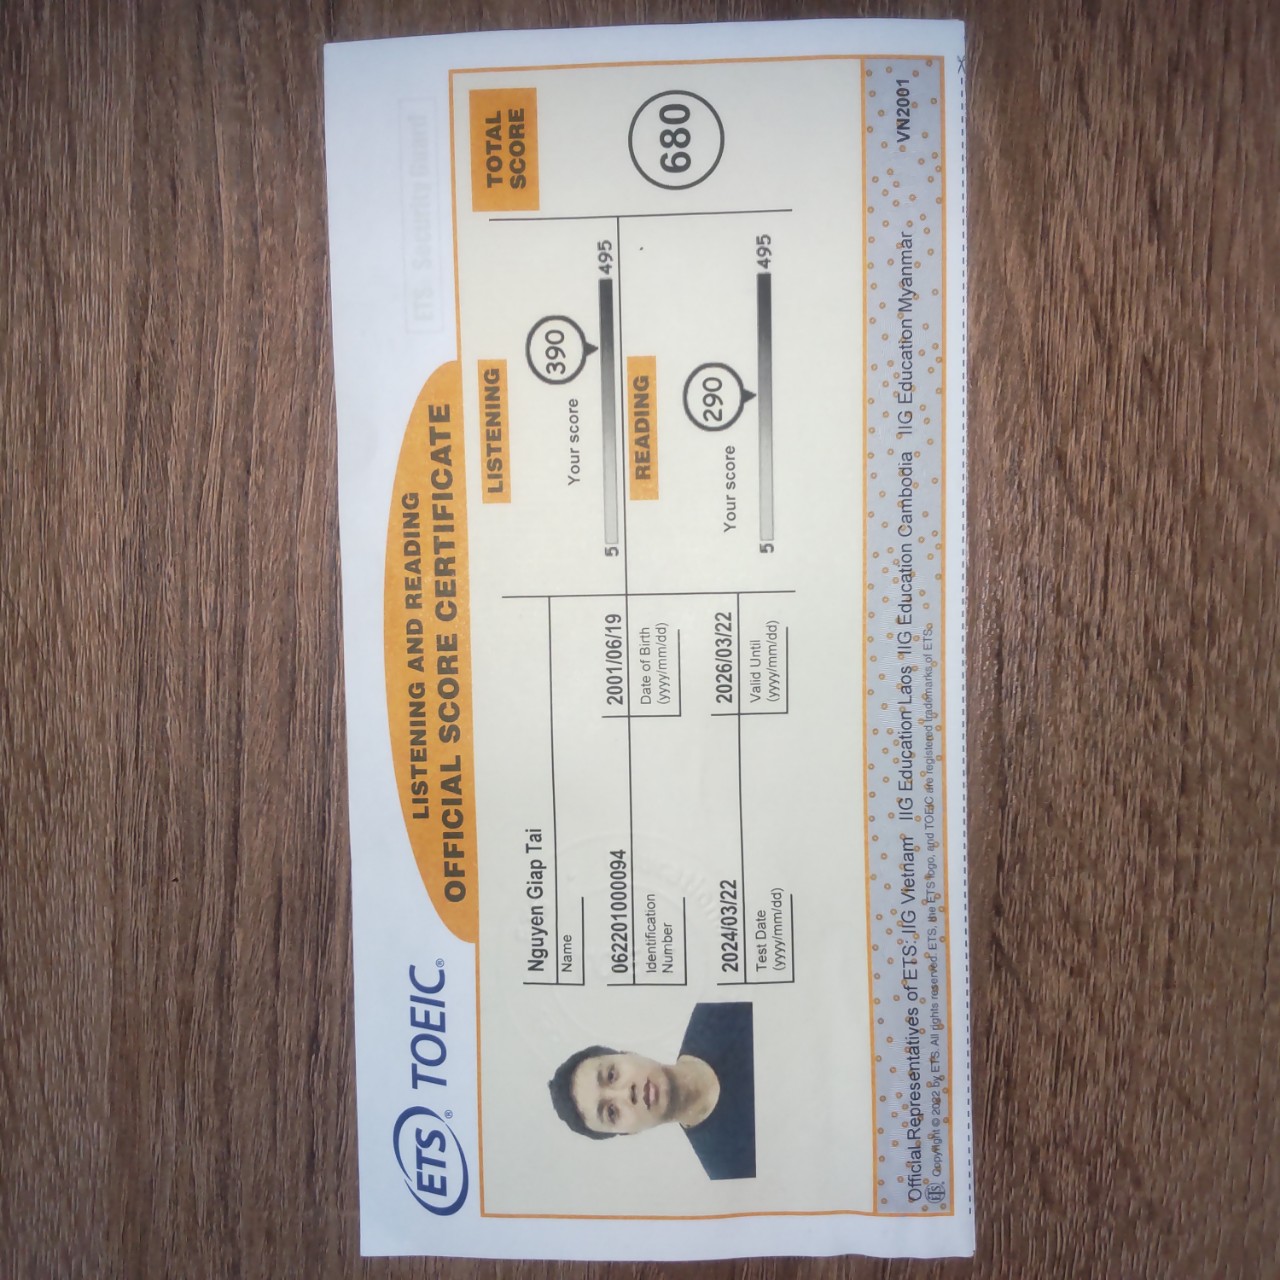 ETS® TOEIC®
LISTENING AND READING
OFFICIAL SCORE CERTIFICATE
ETS Security Guard
Nguyen Giap Tai
Name
062201000094
Identification
Number
2001/06/19
Date of Birth
(yyyy/mm/dd)
2024/03/22
Test Date
(yyyy/mm/dd)
2026/03/22
Valid Until
(yyyy/mm/dd)
LISTENING
Your score
390
5 495
READING
Your score
290
5 495
TOTAL
SCORE
680
Official Representatives of ETS: IIG Vietnam IIG Education Laos IIG Education Cambodia IIG Education Myanmar VN2001
ETS Copyright © 2022 by ETS. All rights reserved. ETS, the ETS logo, and TOEIC are registered trademarks of ETS.